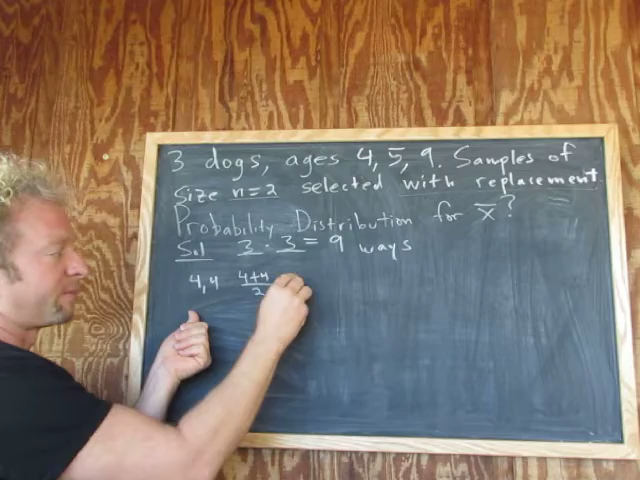 3 dogs, ages 4, 5, 9. Samples of
size n=2 selected with replacement.
Probability Distribution for x̄?
Sol 3 · 3 = 9 ways
4,4 4+4/2